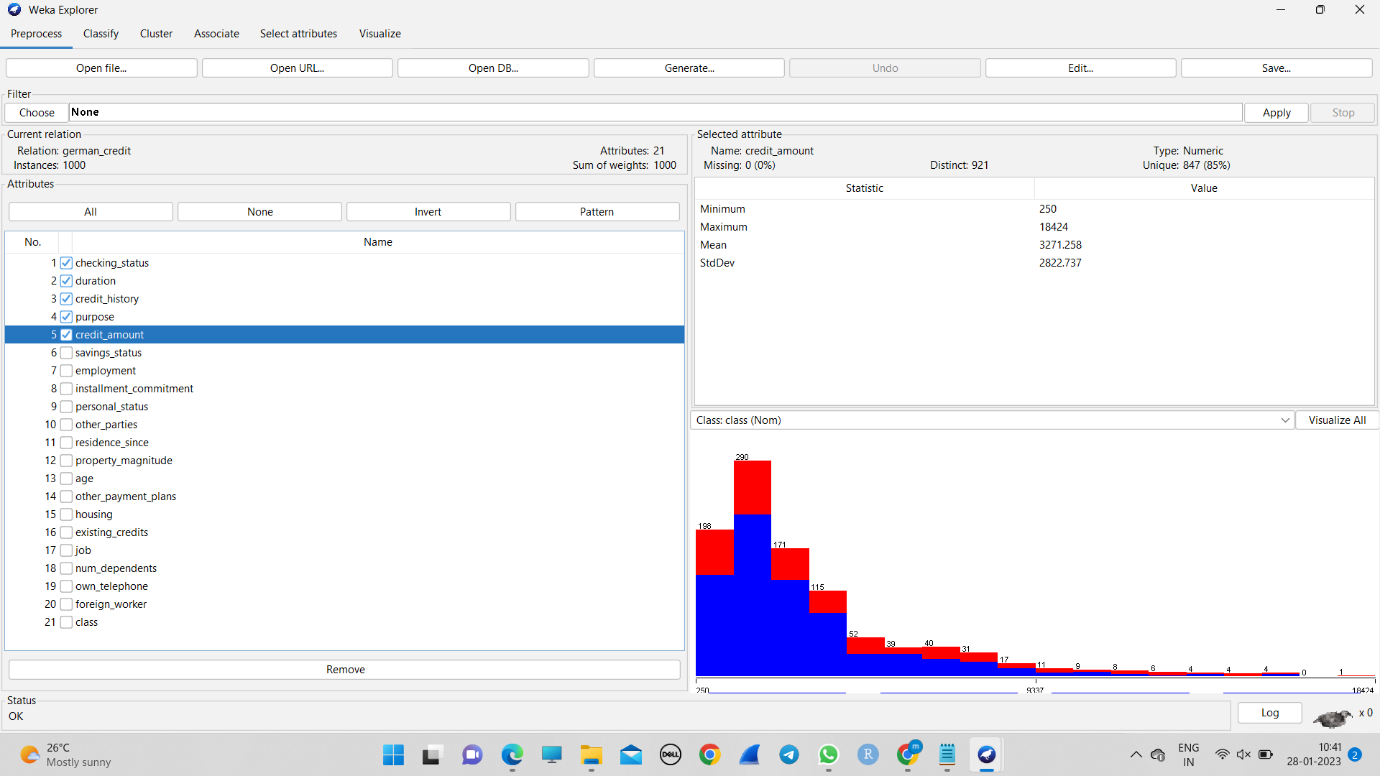 Weka Explorer
Preprocess Classify Cluster Associate Select attributes Visualize
Open file... Open URL... Open DB... Generate... Undo Edit... Save...
Filter
Choose None Apply Stop
Current relation
Relation: german_credit Attributes: 21
Instances: 1000 Sum of weights: 1000
Selected attribute
Name: credit_amount Type: Numeric
Missing: 0 (0%) Distinct: 921 Unique: 847 (85%)
Attributes
All None Invert Pattern
No. Name
1 checking_status
2 duration
3 credit_history
4 purpose
5 credit_amount
6 savings_status
7 employment
8 installment_commitment
9 personal_status
10 other_parties
11 residence_since
12 property_magnitude
13 age
14 other_payment_plans
15 housing
16 existing_credits
17 job
18 num_dependents
19 own_telephone
20 foreign_worker
21 class
Remove
Statistic Value
Minimum 250
Maximum 18424
Mean 3271.258
StdDev 2822.737
Class: class (Nom) Visualize All
198 290 171 115 52 39 40 31 17 11 9 8 6 4 4 4 0 1
250 9337 18424
Status
OK
Log x 0
26°C
Mostly sunny
DELL
R
m
ENG
IN
10:41
28-01-2023
2